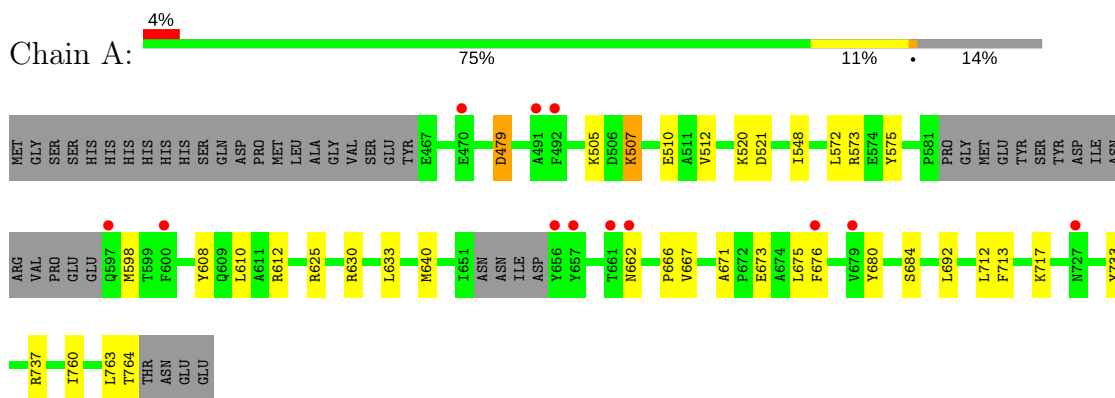 4%
Chain A:
75% 11% • 14%
MET GLY SER SER HIS HIS HIS HIS HIS HIS SER GLN ASP PRO MET LEU ALA GLY VAL SER GLU TYR E467 E470 D479 A491 F492 K505 D506 K507 E510 A511 V512 K520 D521 I548 L572 R573 E574 Y575 P581 PRO GLY MET GLU TYR SER TYR ASP ILE ASN
ARG VAL PRO GLU GLU Q597 M598 T599 F600 Y608 Q609 L610 A611 R612 R625 R630 L633 M640 I651 ASN ASN ILE ASP Y656 Y657 T661 N662 P666 V667 A671 P672 E673 A674 L675 F676 V679 Y680 S684 L692 L712 F713 K717 N727 Y733
R737 I760 L763 T764 THR ASN GLU GLU